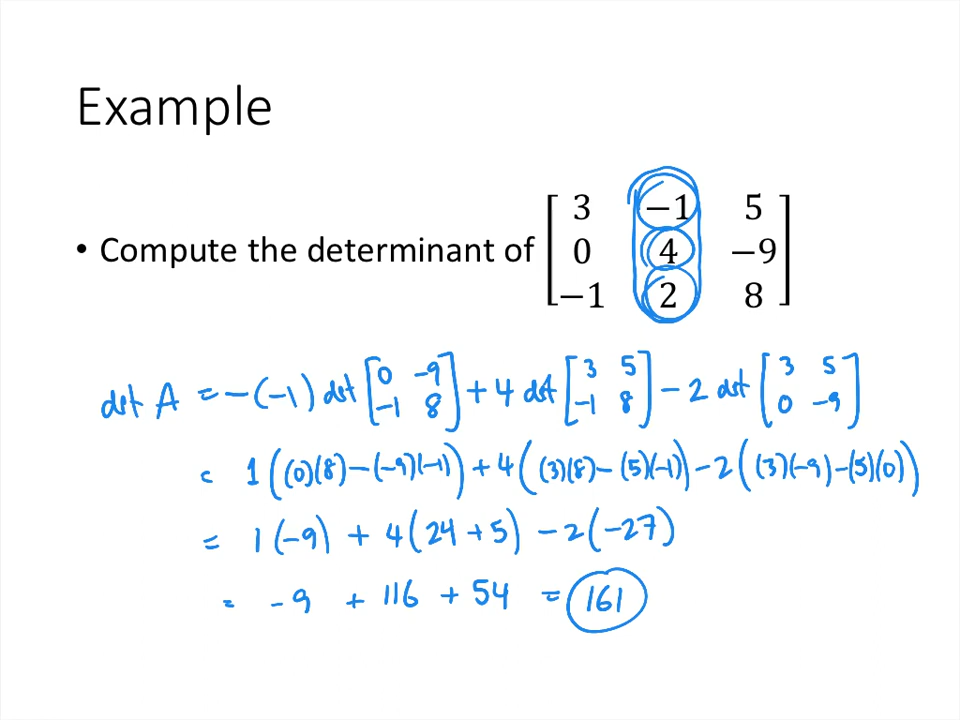 Example
• Compute the determinant of [3 −1 5
0 4 −9
−1 2 8]
det A = -(-1) det [0 -9; -1 8] + 4 det [3 5; -1 8] - 2 det [3 5; 0 -9]
= 1((0)(8) - (-9)(-1)) + 4((3)(8) - (5)(-1)) - 2((3)(-9) - (5)(0))
= 1(-9) + 4(24 + 5) - 2(-27)
= -9 + 116 + 54 = 161